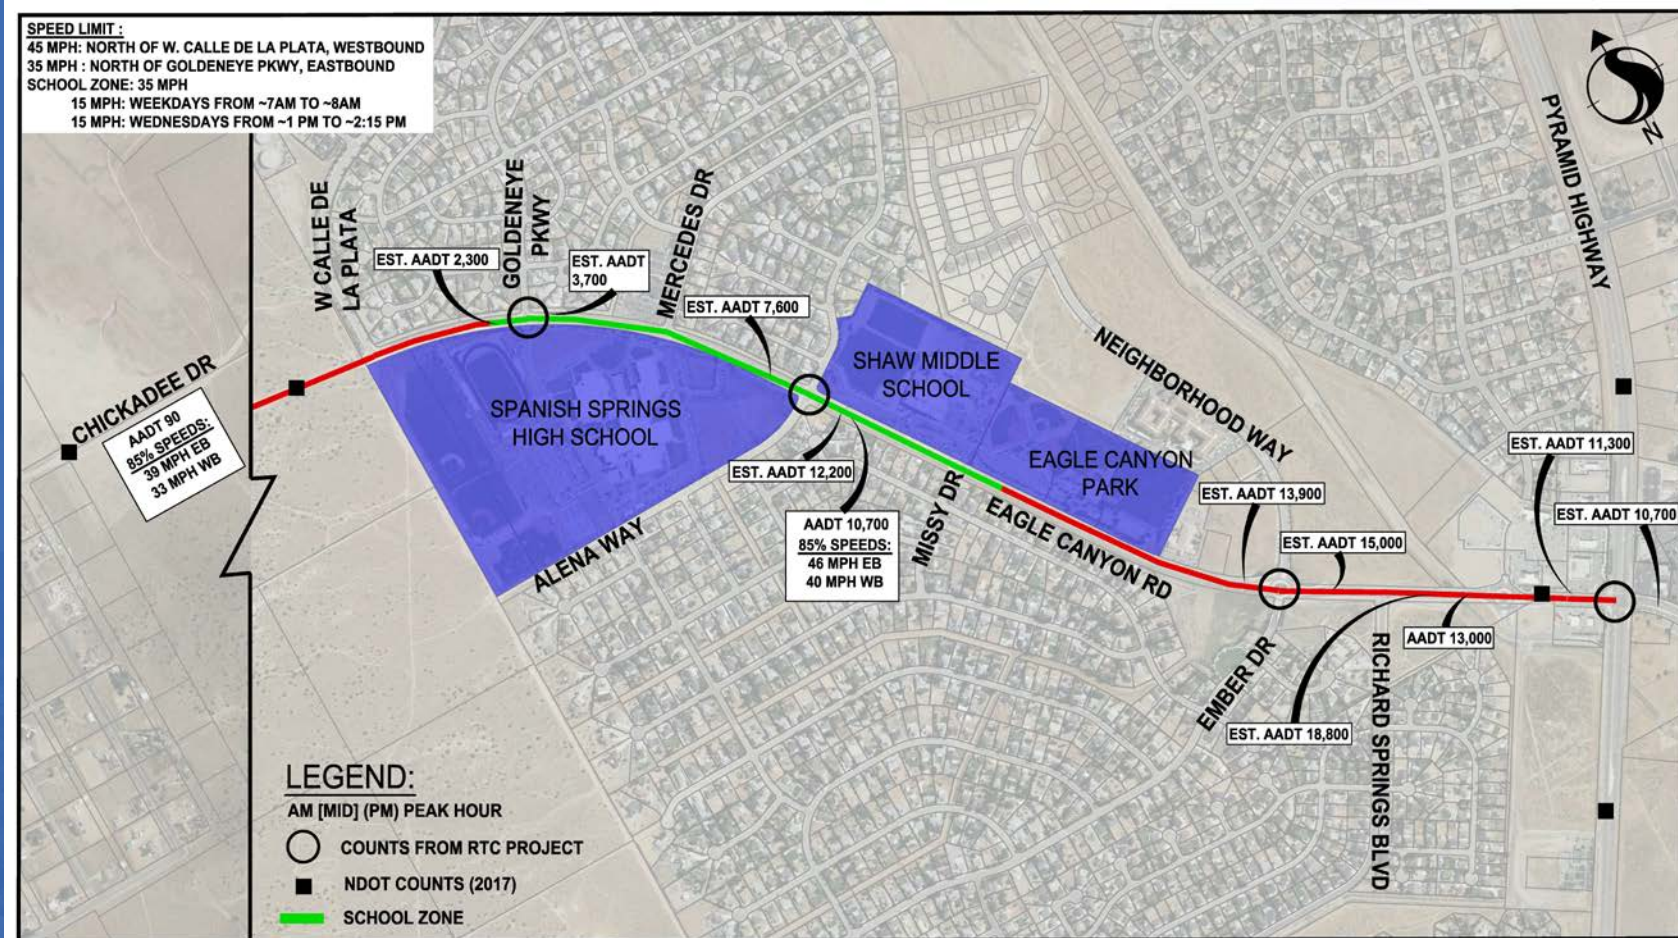 SPEED LIMIT :
45 MPH: NORTH OF W. CALLE DE LA PLATA, WESTBOUND
35 MPH : NORTH OF GOLDENEYE PKWY, EASTBOUND
SCHOOL ZONE: 35 MPH
15 MPH: WEEKDAYS FROM ~7AM TO ~8AM
15 MPH: WEDNESDAYS FROM ~1 PM TO ~2:15 PM
N
PYRAMID HIGHWAY
W CALLE DE
LA PLATA
GOLDENEYE
PKWY
MERCEDES DR
EST. AADT 2,300
EST. AADT
3,700
EST. AADT 7,600
CHICKADEE DR
AADT 90
85% SPEEDS:
39 MPH EB
33 MPH WB
SPANISH SPRINGS
HIGH SCHOOL
SHAW MIDDLE
SCHOOL
EAGLE CANYON
PARK
NEIGHBORHOOD WAY
EST. AADT 12,200
AADT 10,700
85% SPEEDS:
46 MPH EB
40 MPH WB
ALENA WAY
MISSY DR
EAGLE CANYON RD
EST. AADT 13,900
EST. AADT 15,000
EST. AADT 11,300
EST. AADT 10,700
AADT 13,000
EST. AADT 18,800
EMBER DR
RICHARD SPRINGS BLVD
LEGEND:
AM [MID] (PM) PEAK HOUR
COUNTS FROM RTC PROJECT
NDOT COUNTS (2017)
SCHOOL ZONE